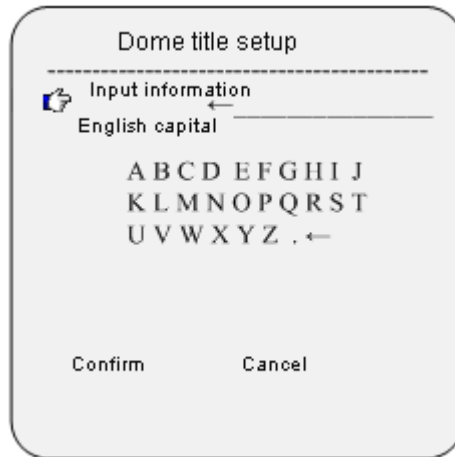 Dome title setup
Input information
←
English capital
A B C D E F G H I J
K L M N O P Q R S T
U V W X Y Z . ←
Confirm Cancel